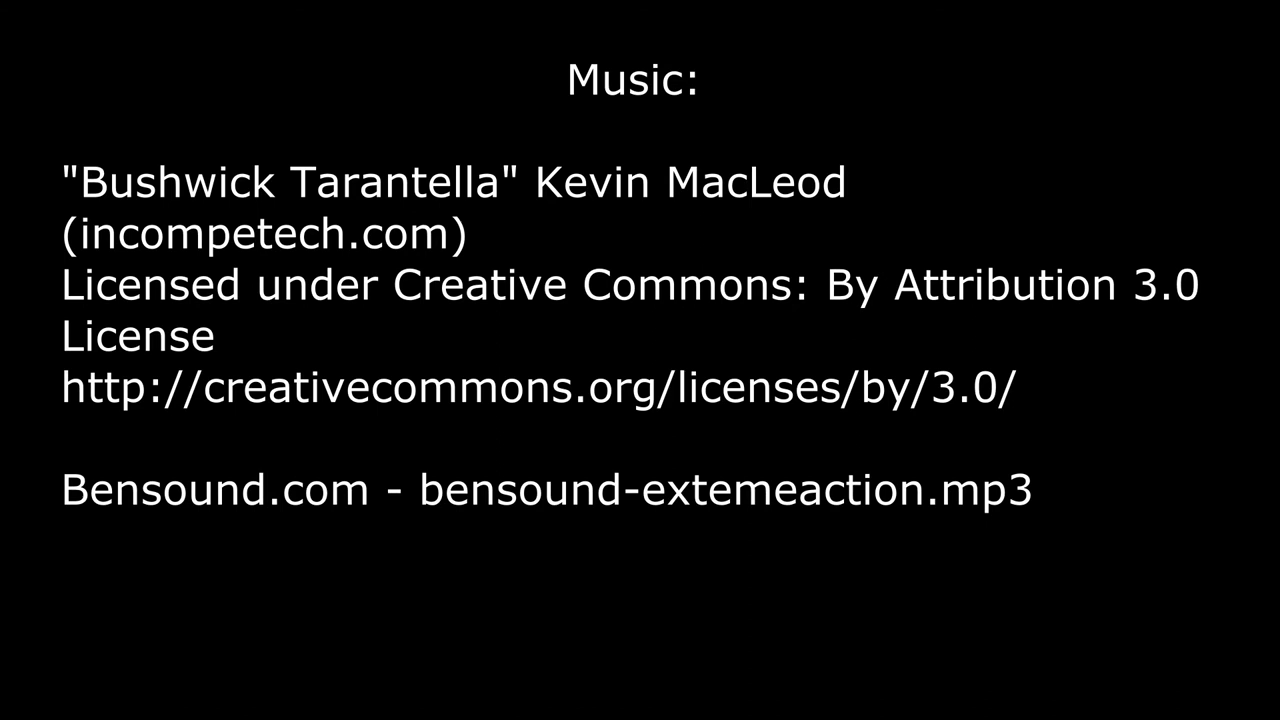 Music:
"Bushwick Tarantella" Kevin MacLeod
(incompetech.com)
Licensed under Creative Commons: By Attribution 3.0
License
http://creativecommons.org/licenses/by/3.0/
Bensound.com - bensound-extemeaction.mp3